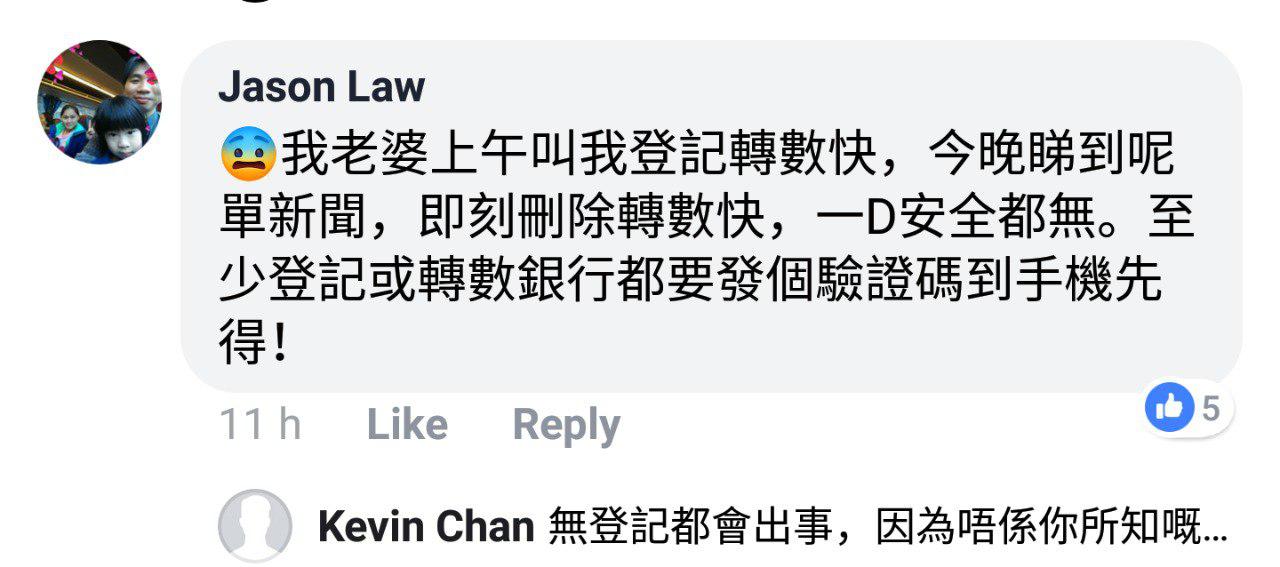 Jason Law
😨我老婆上午叫我登記轉數快，今晚睇到呢
單新聞，即刻刪除轉數快，一D安全都無。至
少登記或轉數銀行都要發個驗證碼到手機先
得！
11 h Like Reply 5
Kevin Chan 無登記都會出事，因為唔係你所知嘅...